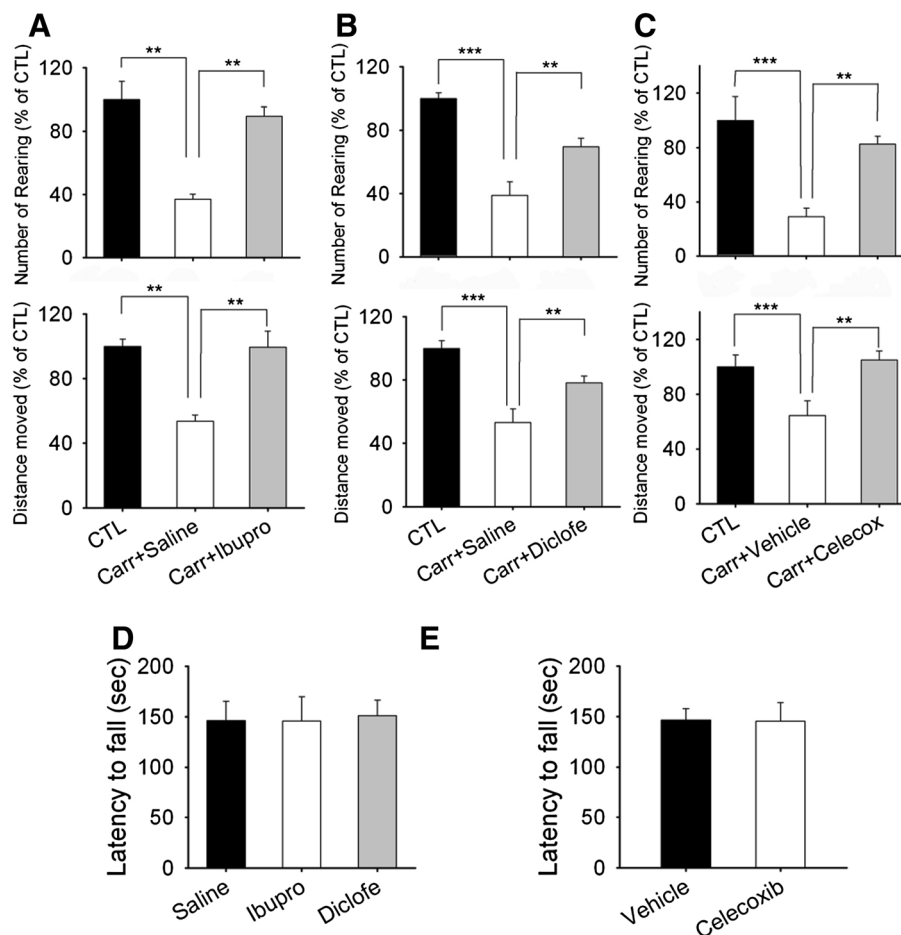 A
Number of Rearing (% of CTL)
120
80
40
0
**
**
Distance moved (% of CTL)
120
80
40
0
**
**
CTL
Carr+Saline
Carr+Ibupro
B
Number of Rearing (% of CTL)
120
80
40
0
***
**
Distance moved (% of CTL)
120
80
40
0
***
**
CTL
Carr+Saline
Carr+Diclofe
C
Number of Rearing (% of CTL)
120
80
40
0
***
**
Distance moved (% of CTL)
120
80
40
0
***
**
CTL
Carr+Vehicle
Carr+Celecox
D
Latency to fall (sec)
200
150
100
50
0
Saline
Ibupro
Diclofe
E
Latency to fall (sec)
200
150
100
50
0
Vehicle
Celecoxib